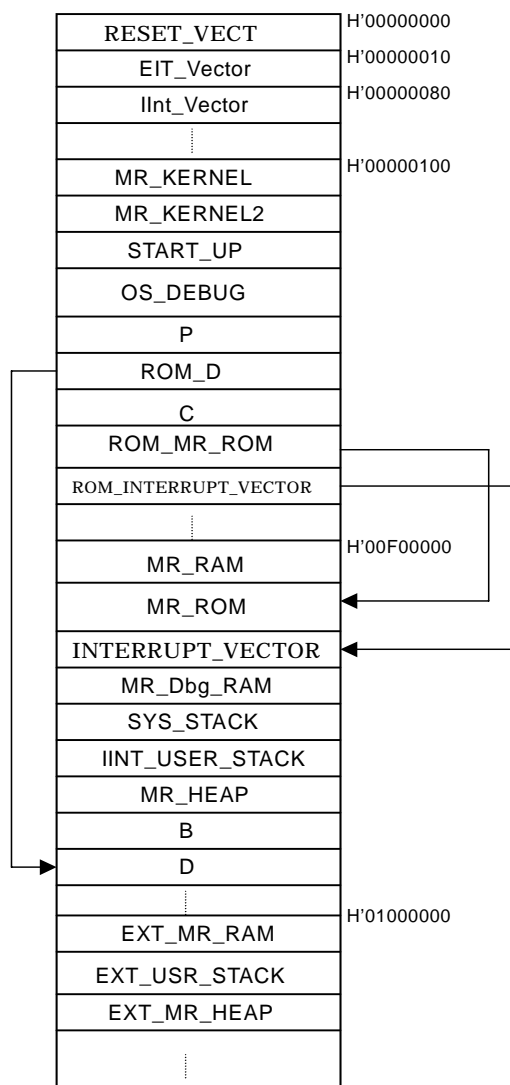 RESET_VECT H'00000000
EIT_Vector H'00000010
IInt_Vector H'00000080
MR_KERNEL H'00000100
MR_KERNEL2
START_UP
OS_DEBUG
P
ROM_D
C
ROM_MR_ROM
ROM_INTERRUPT_VECTOR
MR_RAM H'00F00000
MR_ROM
INTERRUPT_VECTOR
MR_Dbg_RAM
SYS_STACK
IINT_USER_STACK
MR_HEAP
B
D
EXT_MR_RAM H'01000000
EXT_USR_STACK
EXT_MR_HEAP